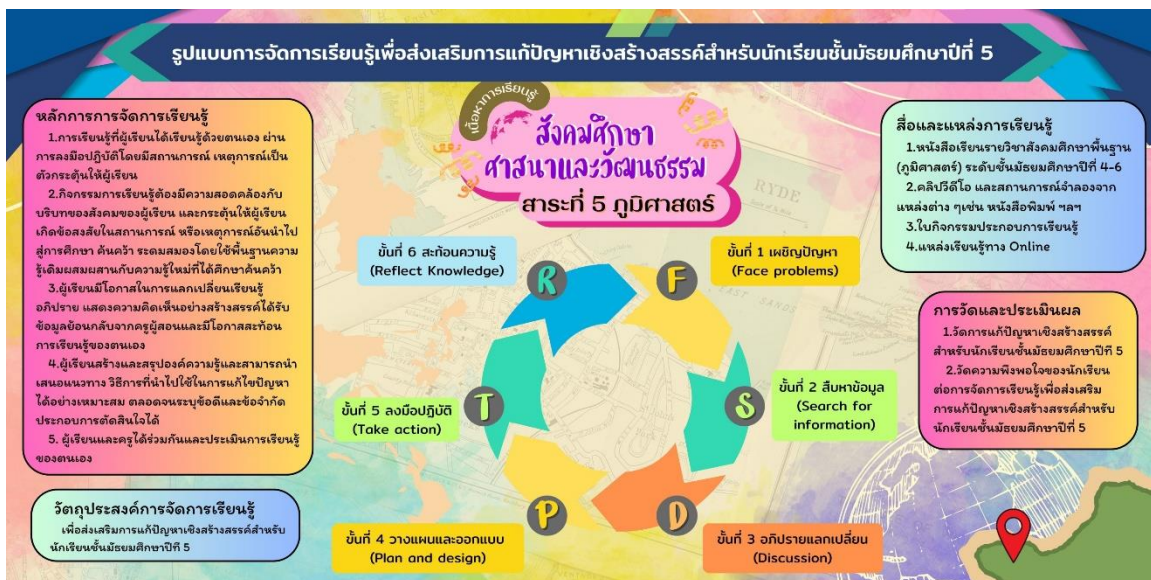 รูปแบบการจัดการเรียนรู้เพื่อส่งเสริมการแก้ปัญหาเชิงสร้างสรรค์สำหรับนักเรียนชั้นมัธยมศึกษาปีที่ 5
หลักการการจัดการเรียนรู้
1.การเรียนรู้ที่ผู้เรียนได้เรียนรู้ด้วยตนเอง ผ่าน
การลงมือปฏิบัติโดยมีสถานการณ์ เหตุการณ์เป็น
ตัวกระตุ้นให้ผู้เรียน
2.กิจกรรมการเรียนรู้ต้องมีความสอดคล้องกับ
บริบทของสังคมของผู้เรียน และกระตุ้นให้ผู้เรียน
เกิดข้อสงสัยในสถานการณ์ หรือเหตุการณ์อันนำไป
สู่การศึกษา ค้นคว้า ระดมสมองโดยใช้พื้นฐานความ
รู้เดิมผสมผสานกับความรู้ใหม่ที่ได้ศึกษาค้นคว้า
3.ผู้เรียนมีโอกาสในการแลกเปลี่ยนเรียนรู้
อภิปราย แสดงความคิดเห็นอย่างสร้างสรรค์ได้รับ
ข้อมูลย้อนกลับจากครูผู้สอนและมีโอกาสสะท้อน
การเรียนรู้ของตนเอง
4.ผู้เรียนสร้างและสรุปองค์ความรู้และสามารถนำ
เสนอแนวทาง วิธีการที่นำไปใช้ในการแก้ไขปัญหา
ได้อย่างเหมาะสม ตลอดจนระบุข้อดีและข้อจำกัด
ประกอบการตัดสินใจได้
5. ผู้เรียนและครูได้ร่วมกันและประเมินการเรียนรู้
ของตนเอง
วัตถุประสงค์การจัดการเรียนรู้
เพื่อส่งเสริมการแก้ปัญหาเชิงสร้างสรรค์สำหรับ
นักเรียนชั้นมัธยมศึกษาปีที่ 5
เนื้อหาการเรียนรู้
สังคมศึกษา
ศาสนาและวัฒนธรรม
สาระที่ 5 ภูมิศาสตร์
RYDE
ขั้นที่ 1 เผชิญปัญหา
(Face problems)
F
ขั้นที่ 2 สืบหาข้อมูล
(Search for
information)
S
ขั้นที่ 3 อภิปรายแลกเปลี่ยน
(Discussion)
D
ขั้นที่ 4 วางแผนและออกแบบ
(Plan and design)
P
ขั้นที่ 5 ลงมือปฏิบัติ
(Take action)
T
ขั้นที่ 6 สะท้อนความรู้
(Reflect Knowledge)
R
สื่อและแหล่งการเรียนรู้
1.หนังสือเรียนรายวิชาสังคมศึกษาพื้นฐาน
(ภูมิศาสตร์) ระดับชั้นมัธยมศึกษาปีที่ 4-6
2.คลิปวีดีโอ และสถานการณ์จำลองจาก
แหล่งต่าง ๆเช่น หนังสือพิมพ์ ฯลฯ
3.ใบกิจกรรมประกอบการเรียนรู้
4.แหล่งเรียนรู้ทาง Online
การวัดและประเมินผล
1.วัดการแก้ปัญหาเชิงสร้างสรรค์
สำหรับนักเรียนชั้นมัธยมศึกษาปีที่ 5
2.วัดความพึงพอใจของนักเรียน
ต่อการจัดการเรียนรู้เพื่อส่งเสริม
การแก้ปัญหาเชิงสร้างสรรค์สำหรับ
นักเรียนชั้นมัธยมศึกษาปีที่ 5